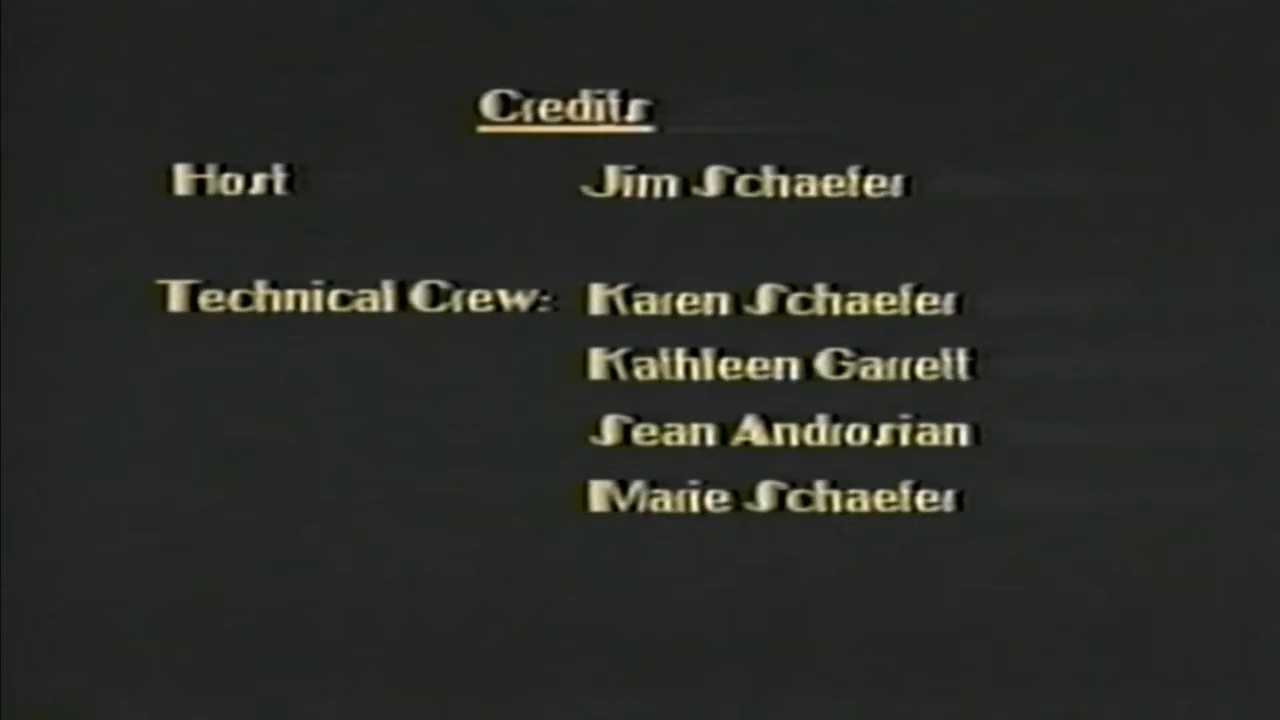 Credits
Host Jim Schaefer
Technical Crew: Karen Schaefer
Kathleen Garrett
Sean Androsian
Marie Schaefer